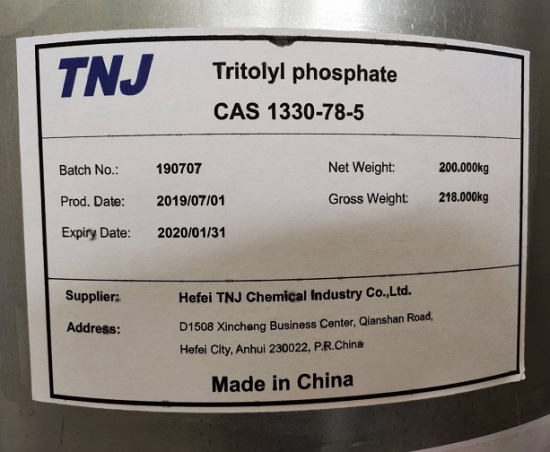 TNJ
Tritolyl phosphate
CAS 1330-78-5
Batch No.: 190707 Net Weight: 200.000kg
Prod. Date: 2019/07/01 Gross Weight: 218.000kg
Expiry Date: 2020/01/31
Supplier: Hefei TNJ Chemical Industry Co.,Ltd.
Address: D1508 Xincheng Business Center, Qianshan Road,
Hefei City, Anhui 230022, P.R.China
Made in China